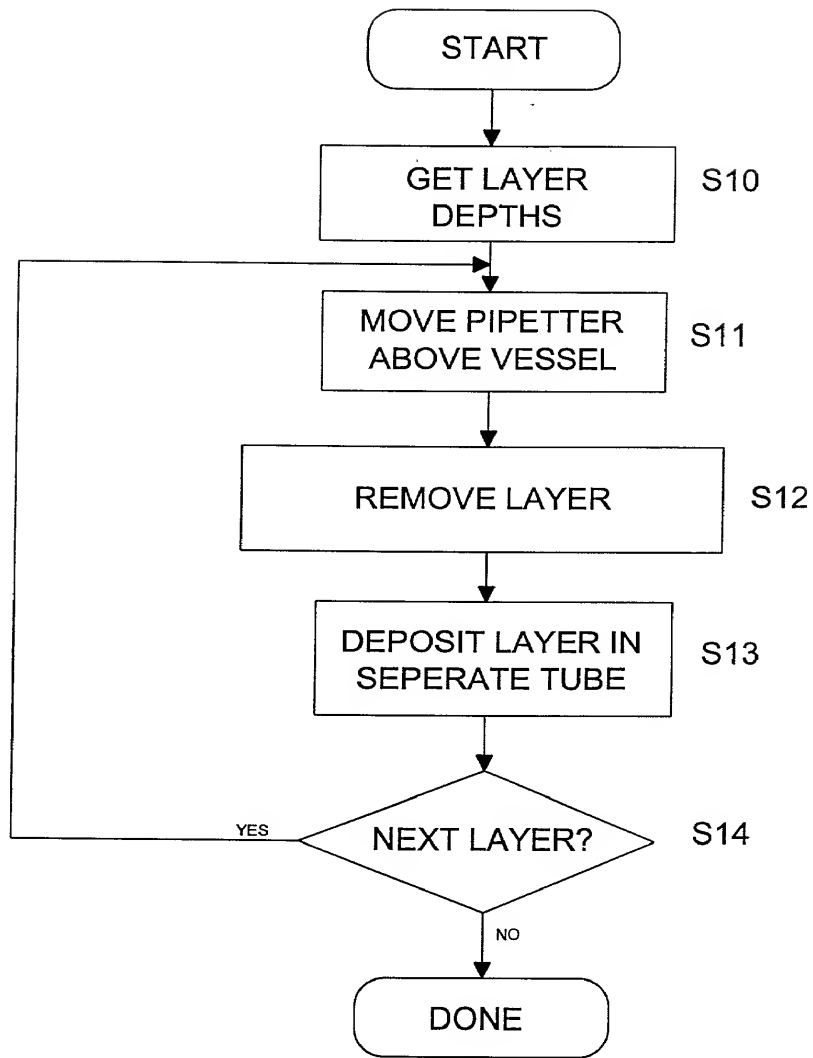 START
GET LAYER
DEPTHS
S10
MOVE PIPETTER
ABOVE VESSEL
S11
REMOVE LAYER
S12
DEPOSIT LAYER IN
SEPERATE TUBE
S13
NEXT LAYER?
S14
YES
NO
DONE